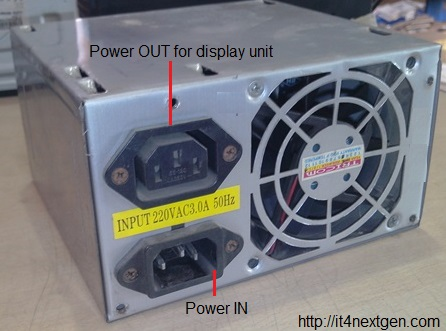 Power OUT for display unit
INPUT 220VAC3.0A 50Hz
Power IN
http://it4nextgen.com